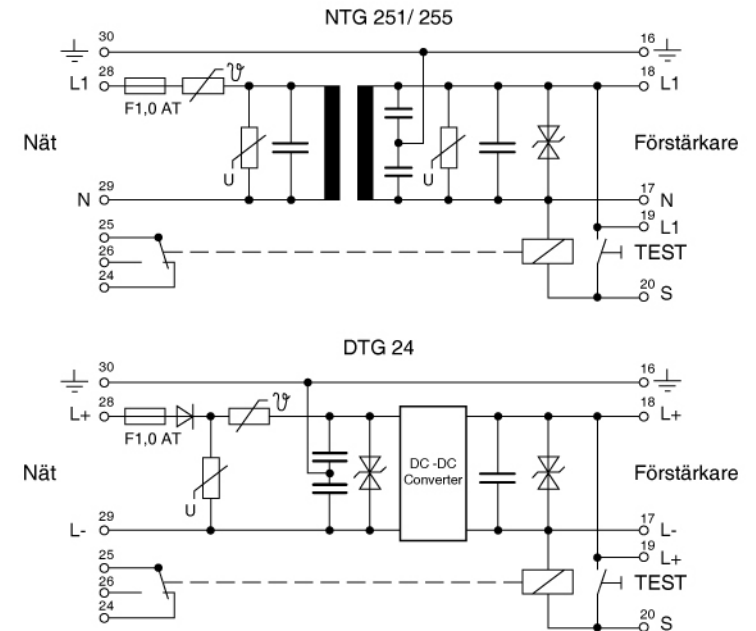 NTG 251/ 255
30
16
28
L1
ϑ
18
L1
F1,0 AT
Nät
Förstärkare
U
U
29
N
17
N
25
19
L1
26
TEST
24
20
S
DTG 24
30
16
28
L+
ϑ
18
L+
F1,0 AT
Nät
DC -DC
Converter
Förstärkare
U
29
L-
17
L-
25
19
L+
26
TEST
24
20
S